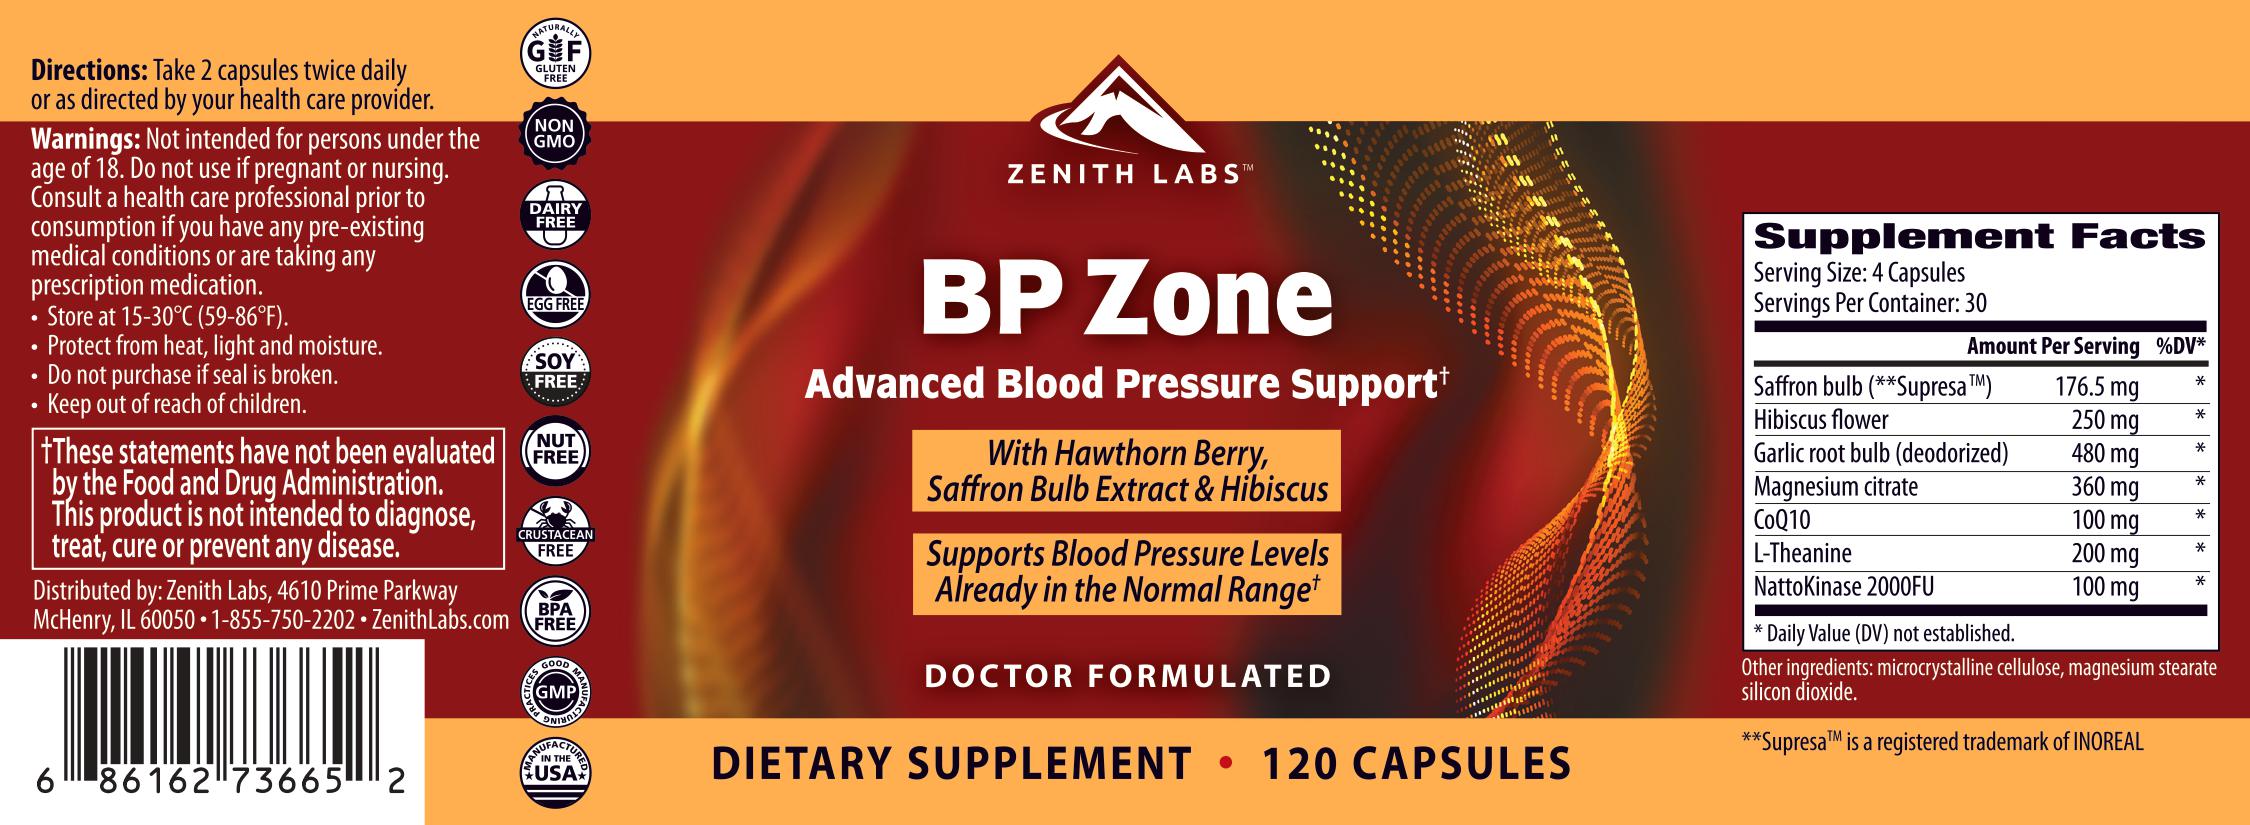 Directions: Take 2 capsules twice daily
or as directed by your health care provider.
Warnings: Not intended for persons under the
age of 18. Do not use if pregnant or nursing.
Consult a health care professional prior to
consumption if you have any pre-existing
medical conditions or are taking any
prescription medication.
• Store at 15-30°C (59-86°F).
• Protect from heat, light and moisture.
• Do not purchase if seal is broken.
• Keep out of reach of children.
†These statements have not been evaluated
by the Food and Drug Administration.
This product is not intended to diagnose,
treat, cure or prevent any disease.
Distributed by: Zenith Labs, 4610 Prime Parkway
McHenry, IL 60050 • 1-855-750-2202 • ZenithLabs.com
6 86162 73665 2
NATURALLY
GF
GLUTEN
FREE
NON
GMO
DAIRY
FREE
EGG FREE
SOY
FREE
NUT
FREE
CRUSTACEAN
FREE
BPA
FREE
GOOD MANUFACTURING PRACTICES
GMP
MANUFACTURED
IN THE
USA
ZENITH LABS™
BP Zone
Advanced Blood Pressure Support†
With Hawthorn Berry,
Saffron Bulb Extract & Hibiscus
Supports Blood Pressure Levels
Already in the Normal Range†
DOCTOR FORMULATED
DIETARY SUPPLEMENT • 120 CAPSULES
Supplement Facts
Serving Size: 4 Capsules
Servings Per Container: 30
Amount Per Serving %DV*
Saffron bulb (**Supresa™) 176.5 mg *
Hibiscus flower 250 mg *
Garlic root bulb (deodorized) 480 mg *
Magnesium citrate 360 mg *
CoQ10 100 mg *
L-Theanine 200 mg *
NattoKinase 2000FU 100 mg *
* Daily Value (DV) not established.
Other ingredients: microcrystalline cellulose, magnesium stearate
silicon dioxide.
**Supresa™ is a registered trademark of INOREAL